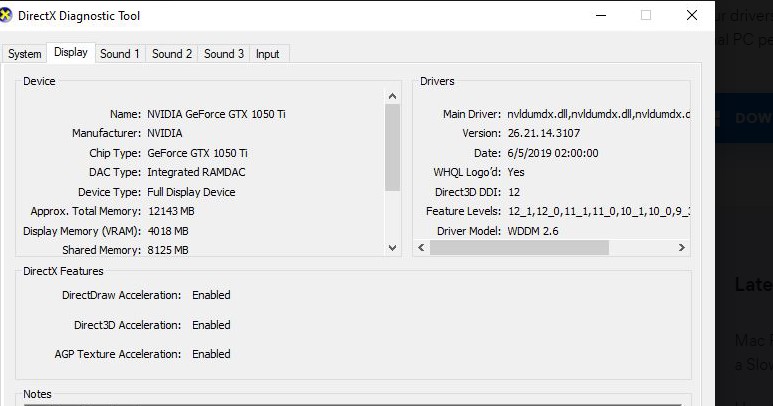 DirectX Diagnostic Tool
System Display Sound 1 Sound 2 Sound 3 Input
Device
Name: NVIDIA GeForce GTX 1050 Ti
Manufacturer: NVIDIA
Chip Type: GeForce GTX 1050 Ti
DAC Type: Integrated RAMDAC
Device Type: Full Display Device
Approx. Total Memory: 12143 MB
Display Memory (VRAM): 4018 MB
Shared Memory: 8125 MB
Drivers
Main Driver: nvldumdx.dll,nvldumdx.dll,nvldumdx.d
Version: 26.21.14.3107
Date: 6/5/2019 02:00:00
WHQL Logo'd: Yes
Direct3D DDI: 12
Feature Levels: 12_1,12_0,11_1,11_0,10_1,10_0,9_3
Driver Model: WDDM 2.6
DirectX Features
DirectDraw Acceleration: Enabled
Direct3D Acceleration: Enabled
AGP Texture Acceleration: Enabled
Notes
ur drivers
al PC pe
DOW
Late
Mac
a Slow